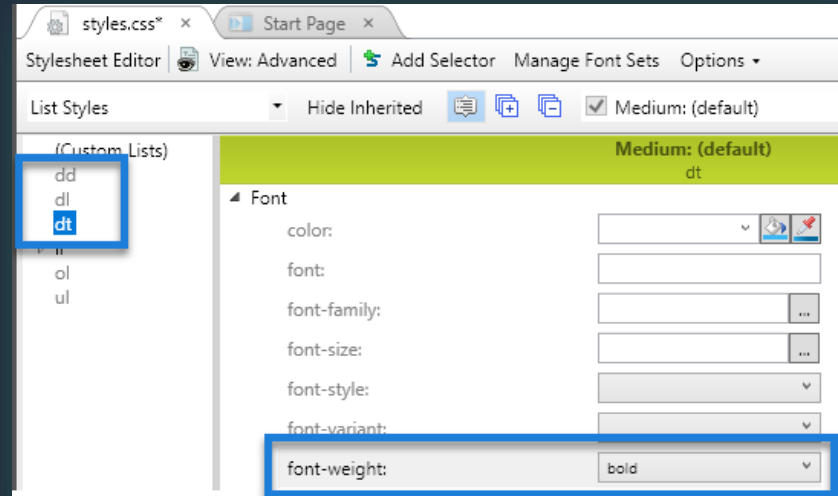 styles.css* × Start Page ×
Stylesheet Editor View: Advanced Add Selector Manage Font Sets Options
List Styles Hide Inherited Medium: (default)
(Custom Lists)
dd
dl
dt
ol
ul
Medium: (default)
dt
Font
color:
font:
font-family: ...
font-size: ...
font-style:
font-variant:
font-weight: bold